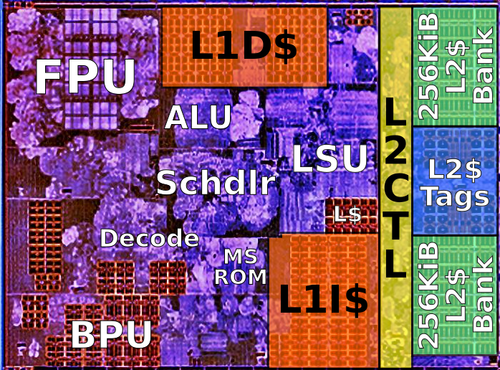 FPU
L1D$
ALU
LSU
Schdlr
L$
Decode
MS
ROM
L1I$
BPU
L2CTL
256KiB
L2$
Bank
L2$
Tags
256KiB
L2$
Bank